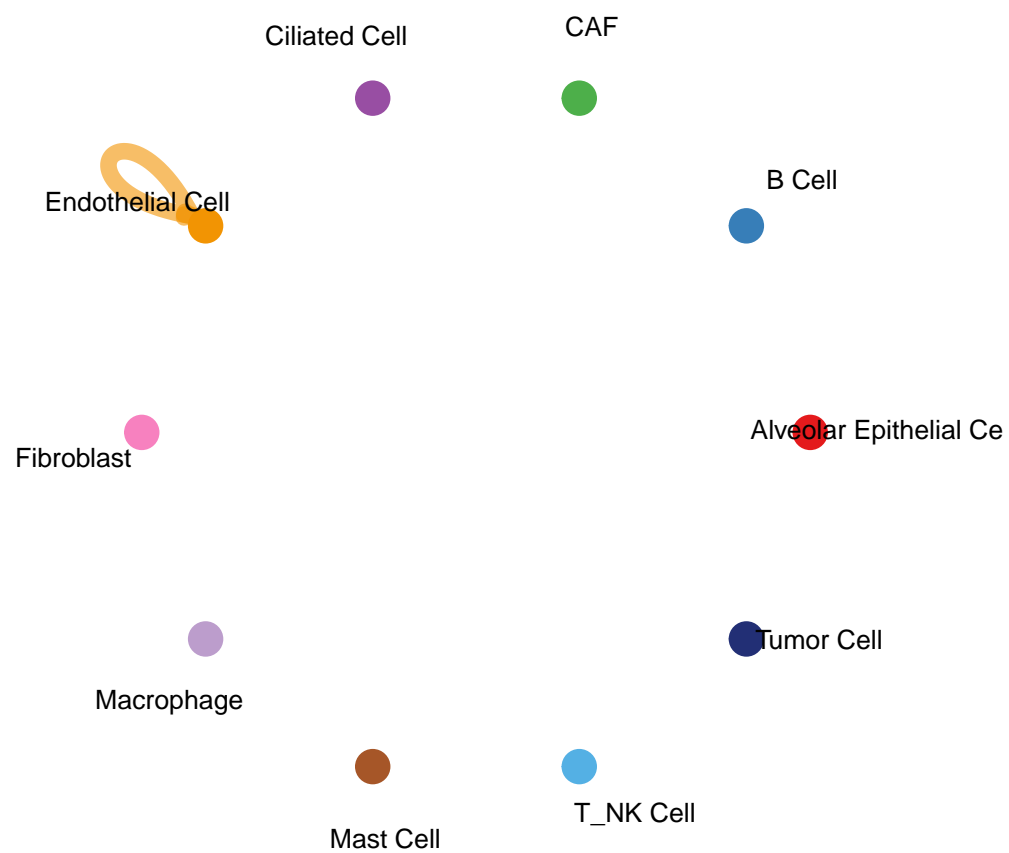 CAF
Ciliated Cell
B Cell
Endothelial Cell
Alveolar Epithelial Ce
Fibroblast
Tumor Cell
Macrophage
T_NK Cell
Mast Cell